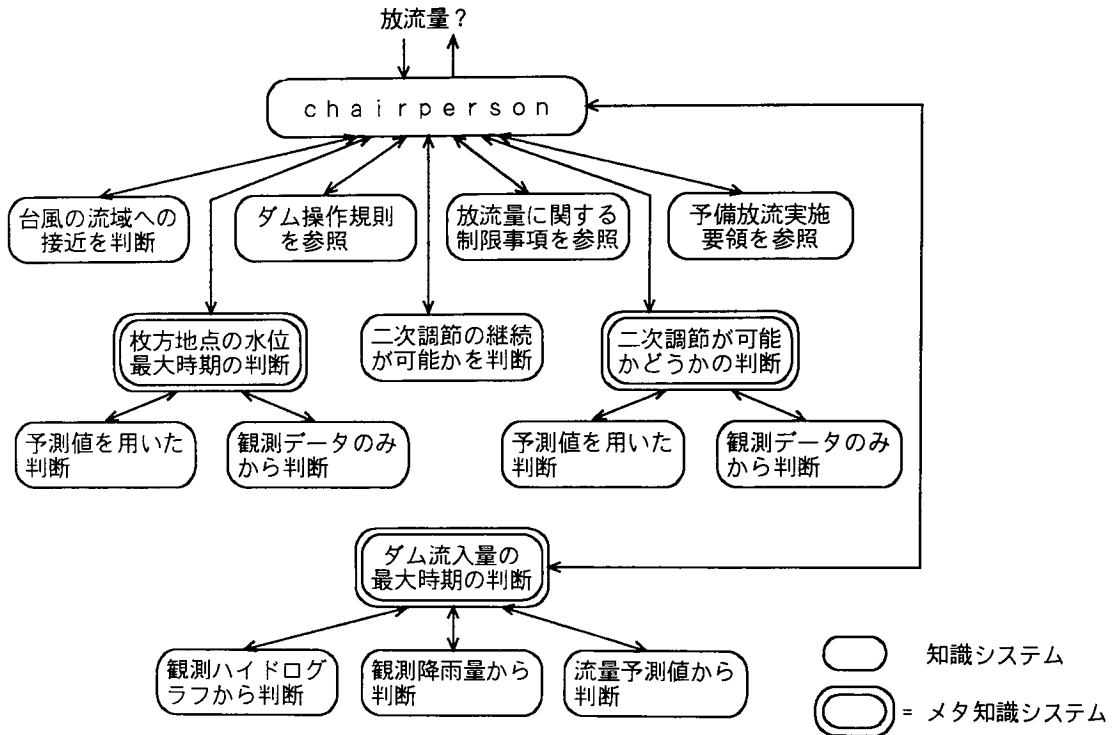 放流量？
chairperson
台風の流域への
接近を判断
ダム操作規則
を参照
放流量に関する
制限事項を参照
予備放流実施
要領を参照
枚方地点の水位
最大時期の判断
二次調節の継続
が可能かを判断
二次調節が可能
かどうかの判断
予測値を用いた
判断
観測データのみ
から判断
予測値を用いた
判断
観測データのみ
から判断
ダム流入量の
最大時期の判断
観測ハイドログ
ラフから判断
観測降雨量から
判断
流量予測値から
判断
知識システム
= メタ知識システム